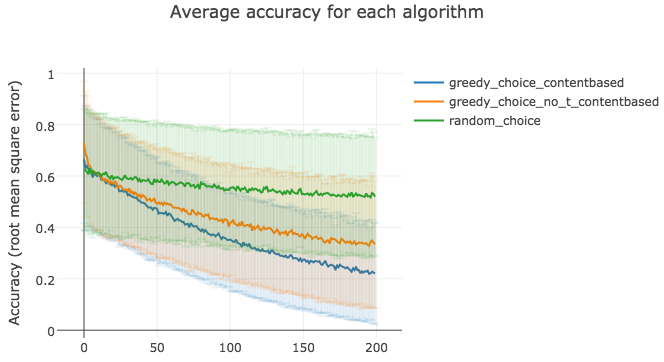 Average accuracy for each algorithm
Accuracy (root mean square error)
1
0.8
0.6
0.4
0.2
0
0
50
100
150
200
greedy_choice_contentbased
greedy_choice_no_t_contentbased
random_choice